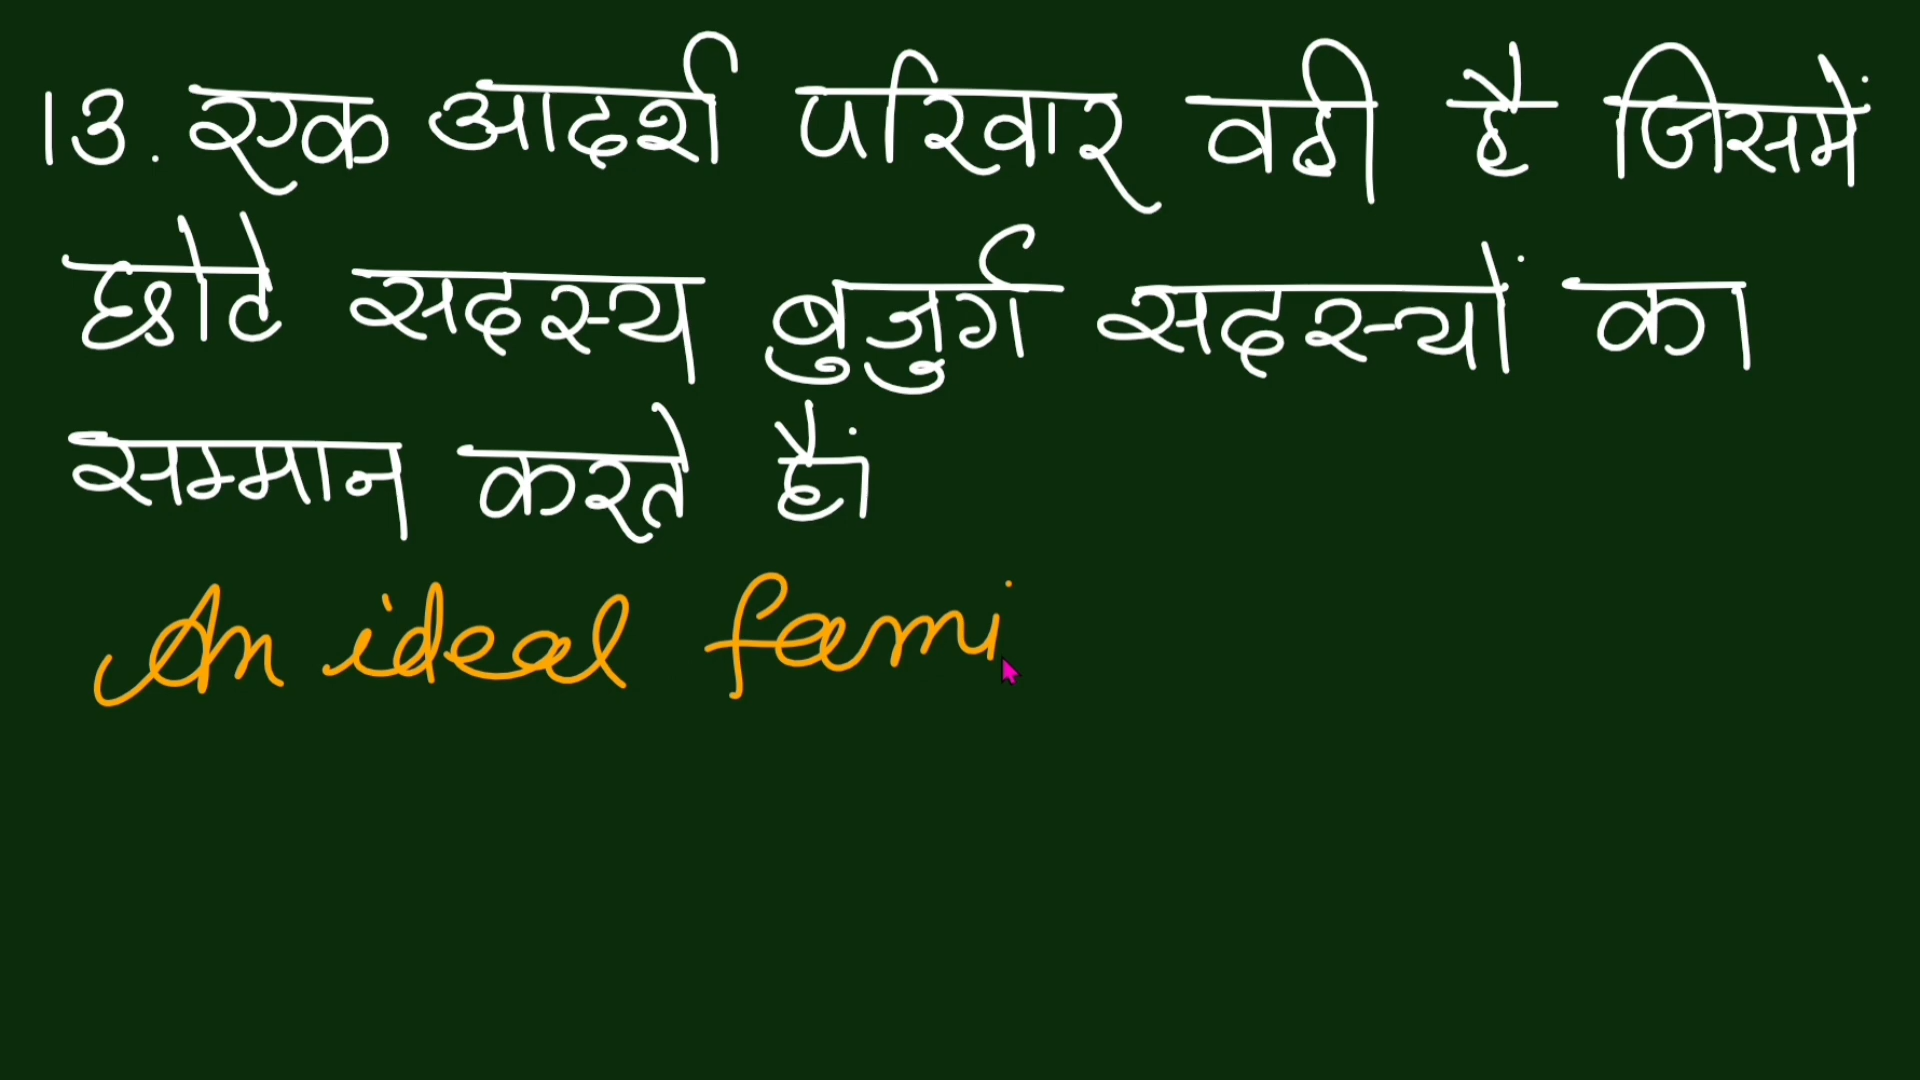 13. एक आदर्श परिवार वही है जिसमें
छोटे सदस्य बुजुर्ग सदस्यों का
सम्मान करते हैं।
An ideal fami